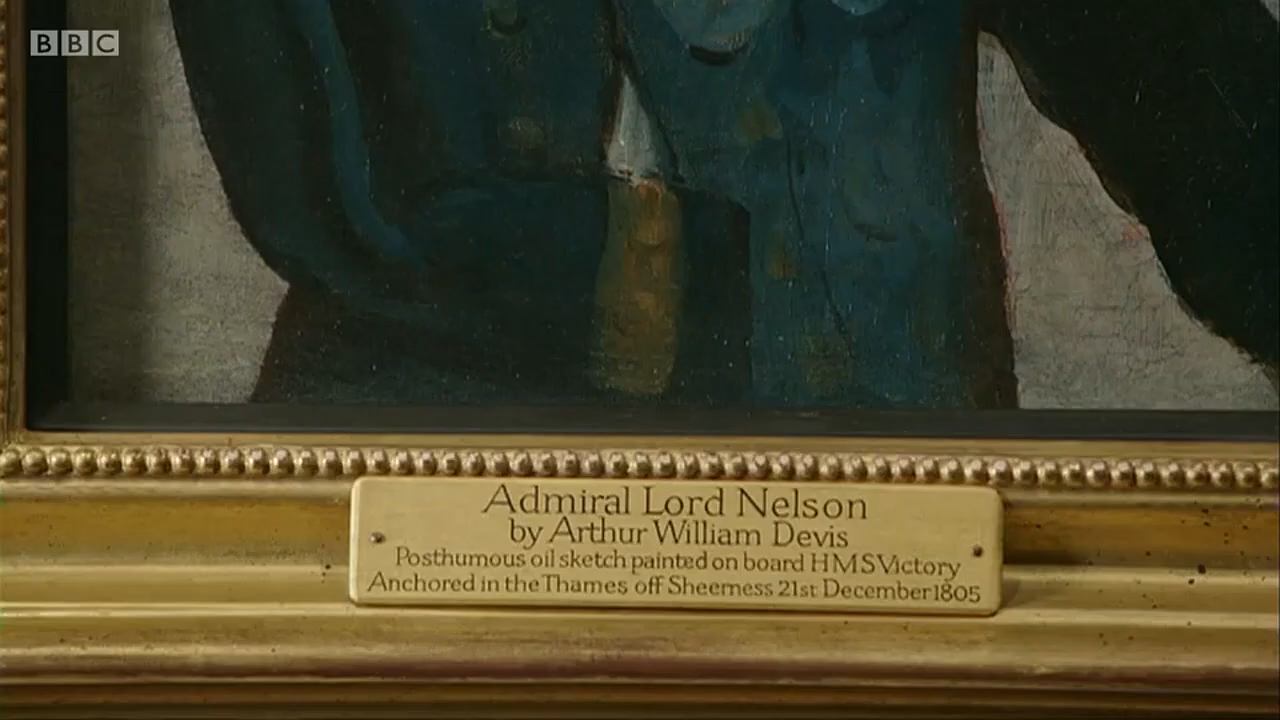 BBC
Admiral Lord Nelson
by Arthur William Devis
Posthumous oil sketch painted on board HMS Victory
Anchored in the Thames off Sheerness 21st December 1805